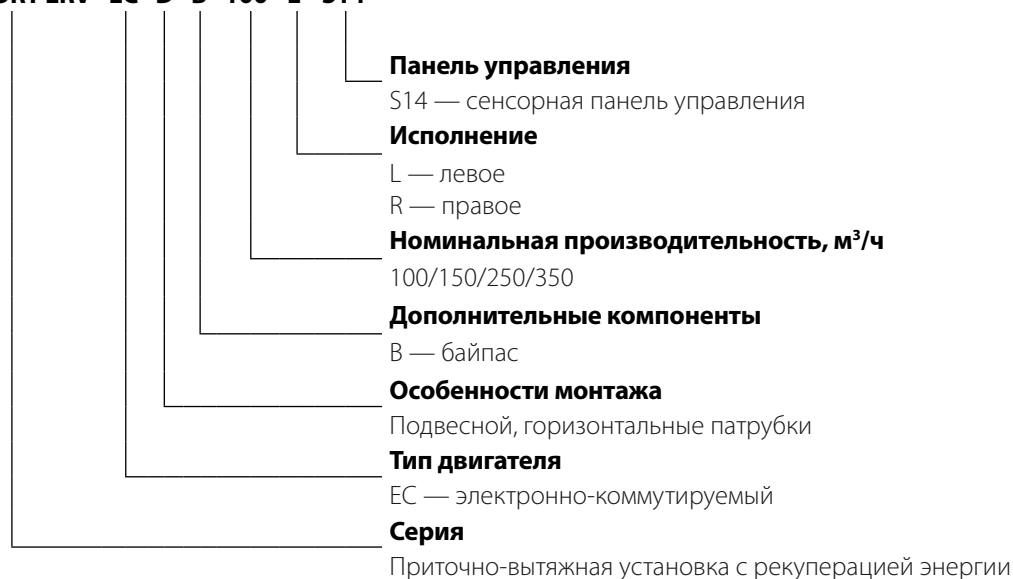 Панель управления
S14 — сенсорная панель управления
Исполнение
L — левое
R — правое
Номинальная производительность, м³/ч
100/150/250/350
Дополнительные компоненты
B — байпас
Особенности монтажа
Подвесной, горизонтальные патрубки
Тип двигателя
EC — электронно-коммутируемый
Серия
Приточно-вытяжная установка с рекуперацией энергии